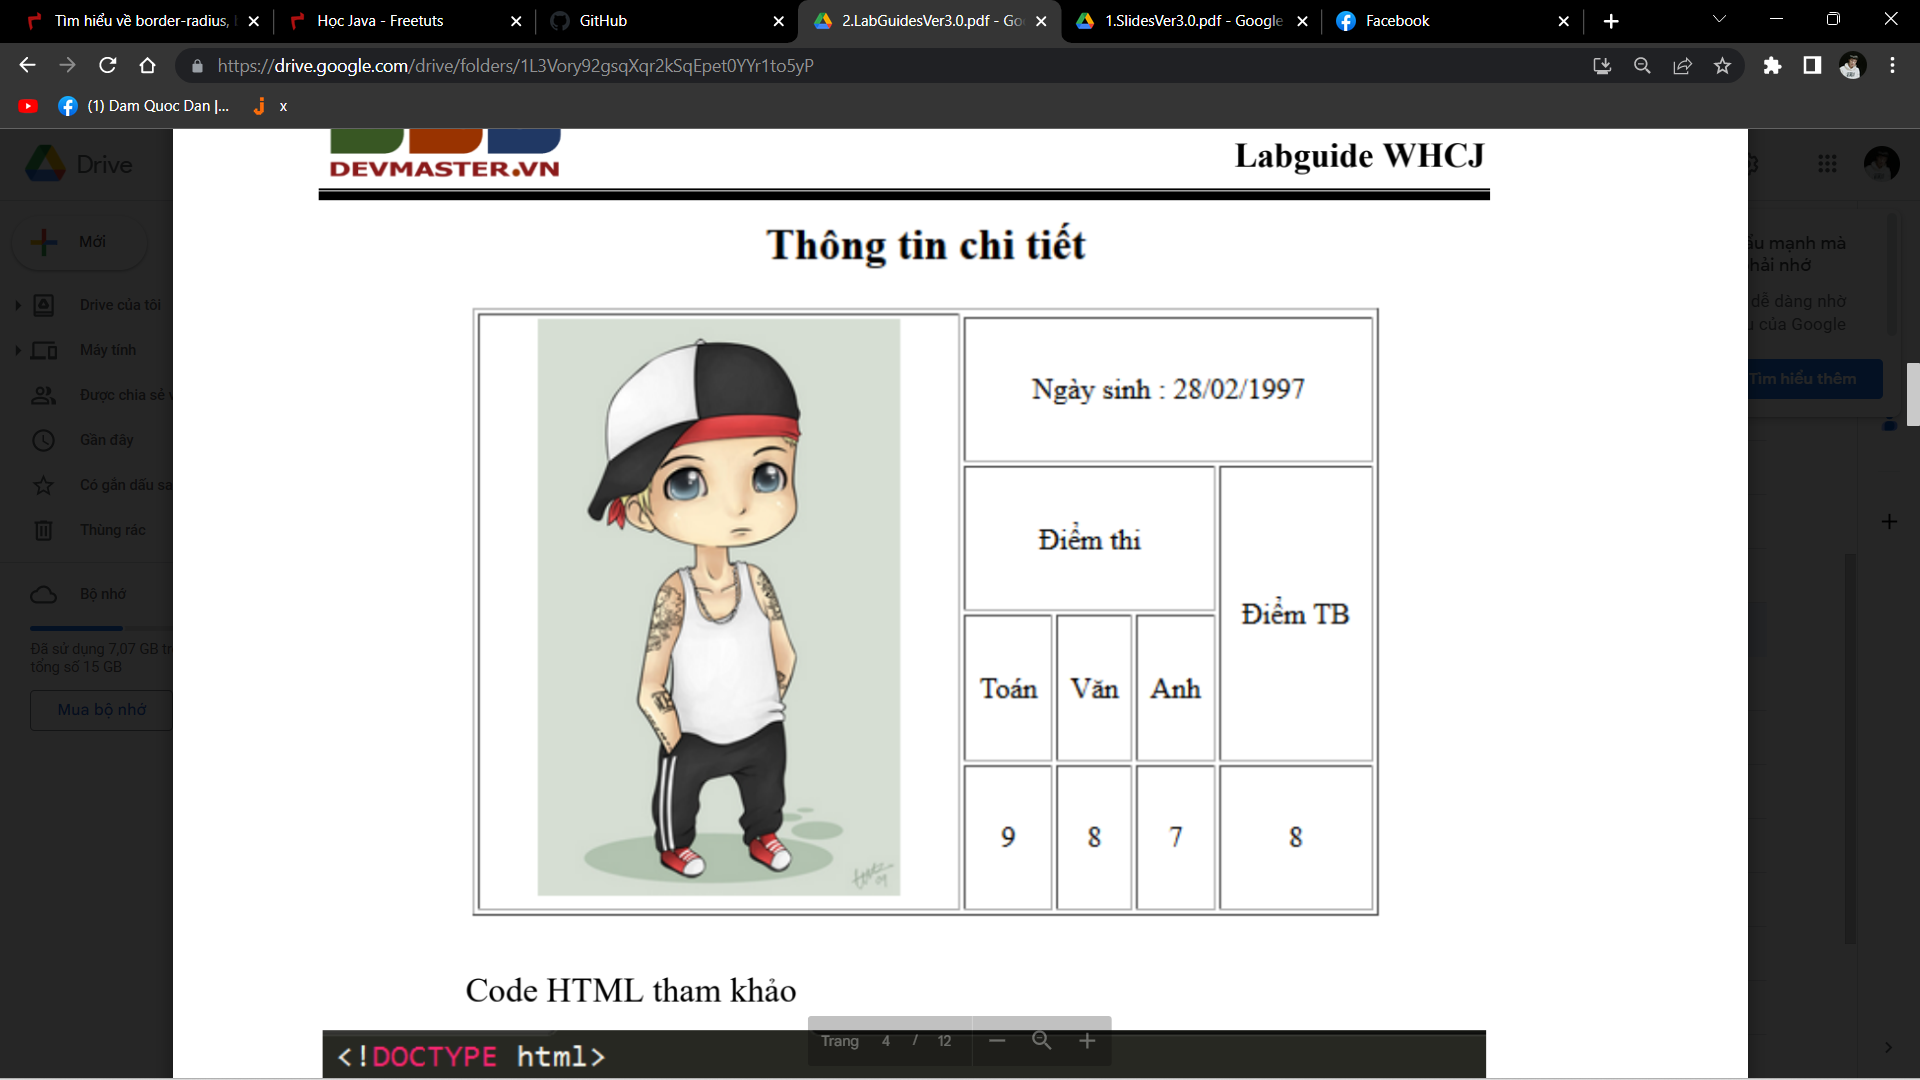 Tìm hiểu về border-radius,
Học Java - Freetuts
GitHub
2.LabGuidesVer3.0.pdf - Go
1.SlidesVer3.0.pdf - Google
Facebook
https://drive.google.com/drive/folders/1L3Vory92gsqXqr2kSqEpet0YYr1to5yP
(1) Dam Quoc Dan |...
x
Drive
Mới
Drive của tôi
Máy tính
Được chia sẻ v
Gần đây
Có gắn dấu sa
Thùng rác
Bộ nhớ
Đã sử dụng 7,07 GB tr
tổng số 15 GB
Mua bộ nhớ
DEVMASTER.VN
Labguide WHCJ
Thông tin chi tiết
Ngày sinh : 28/02/1997
Điểm thi
Điểm TB
Toán Văn Anh
9 8 7 8
Code HTML tham khảo
<!DOCTYPE html>
Trang 4 / 12
mạnh mà
nhớ
dễ dàng nhờ
của Google
Tìm hiểu thêm